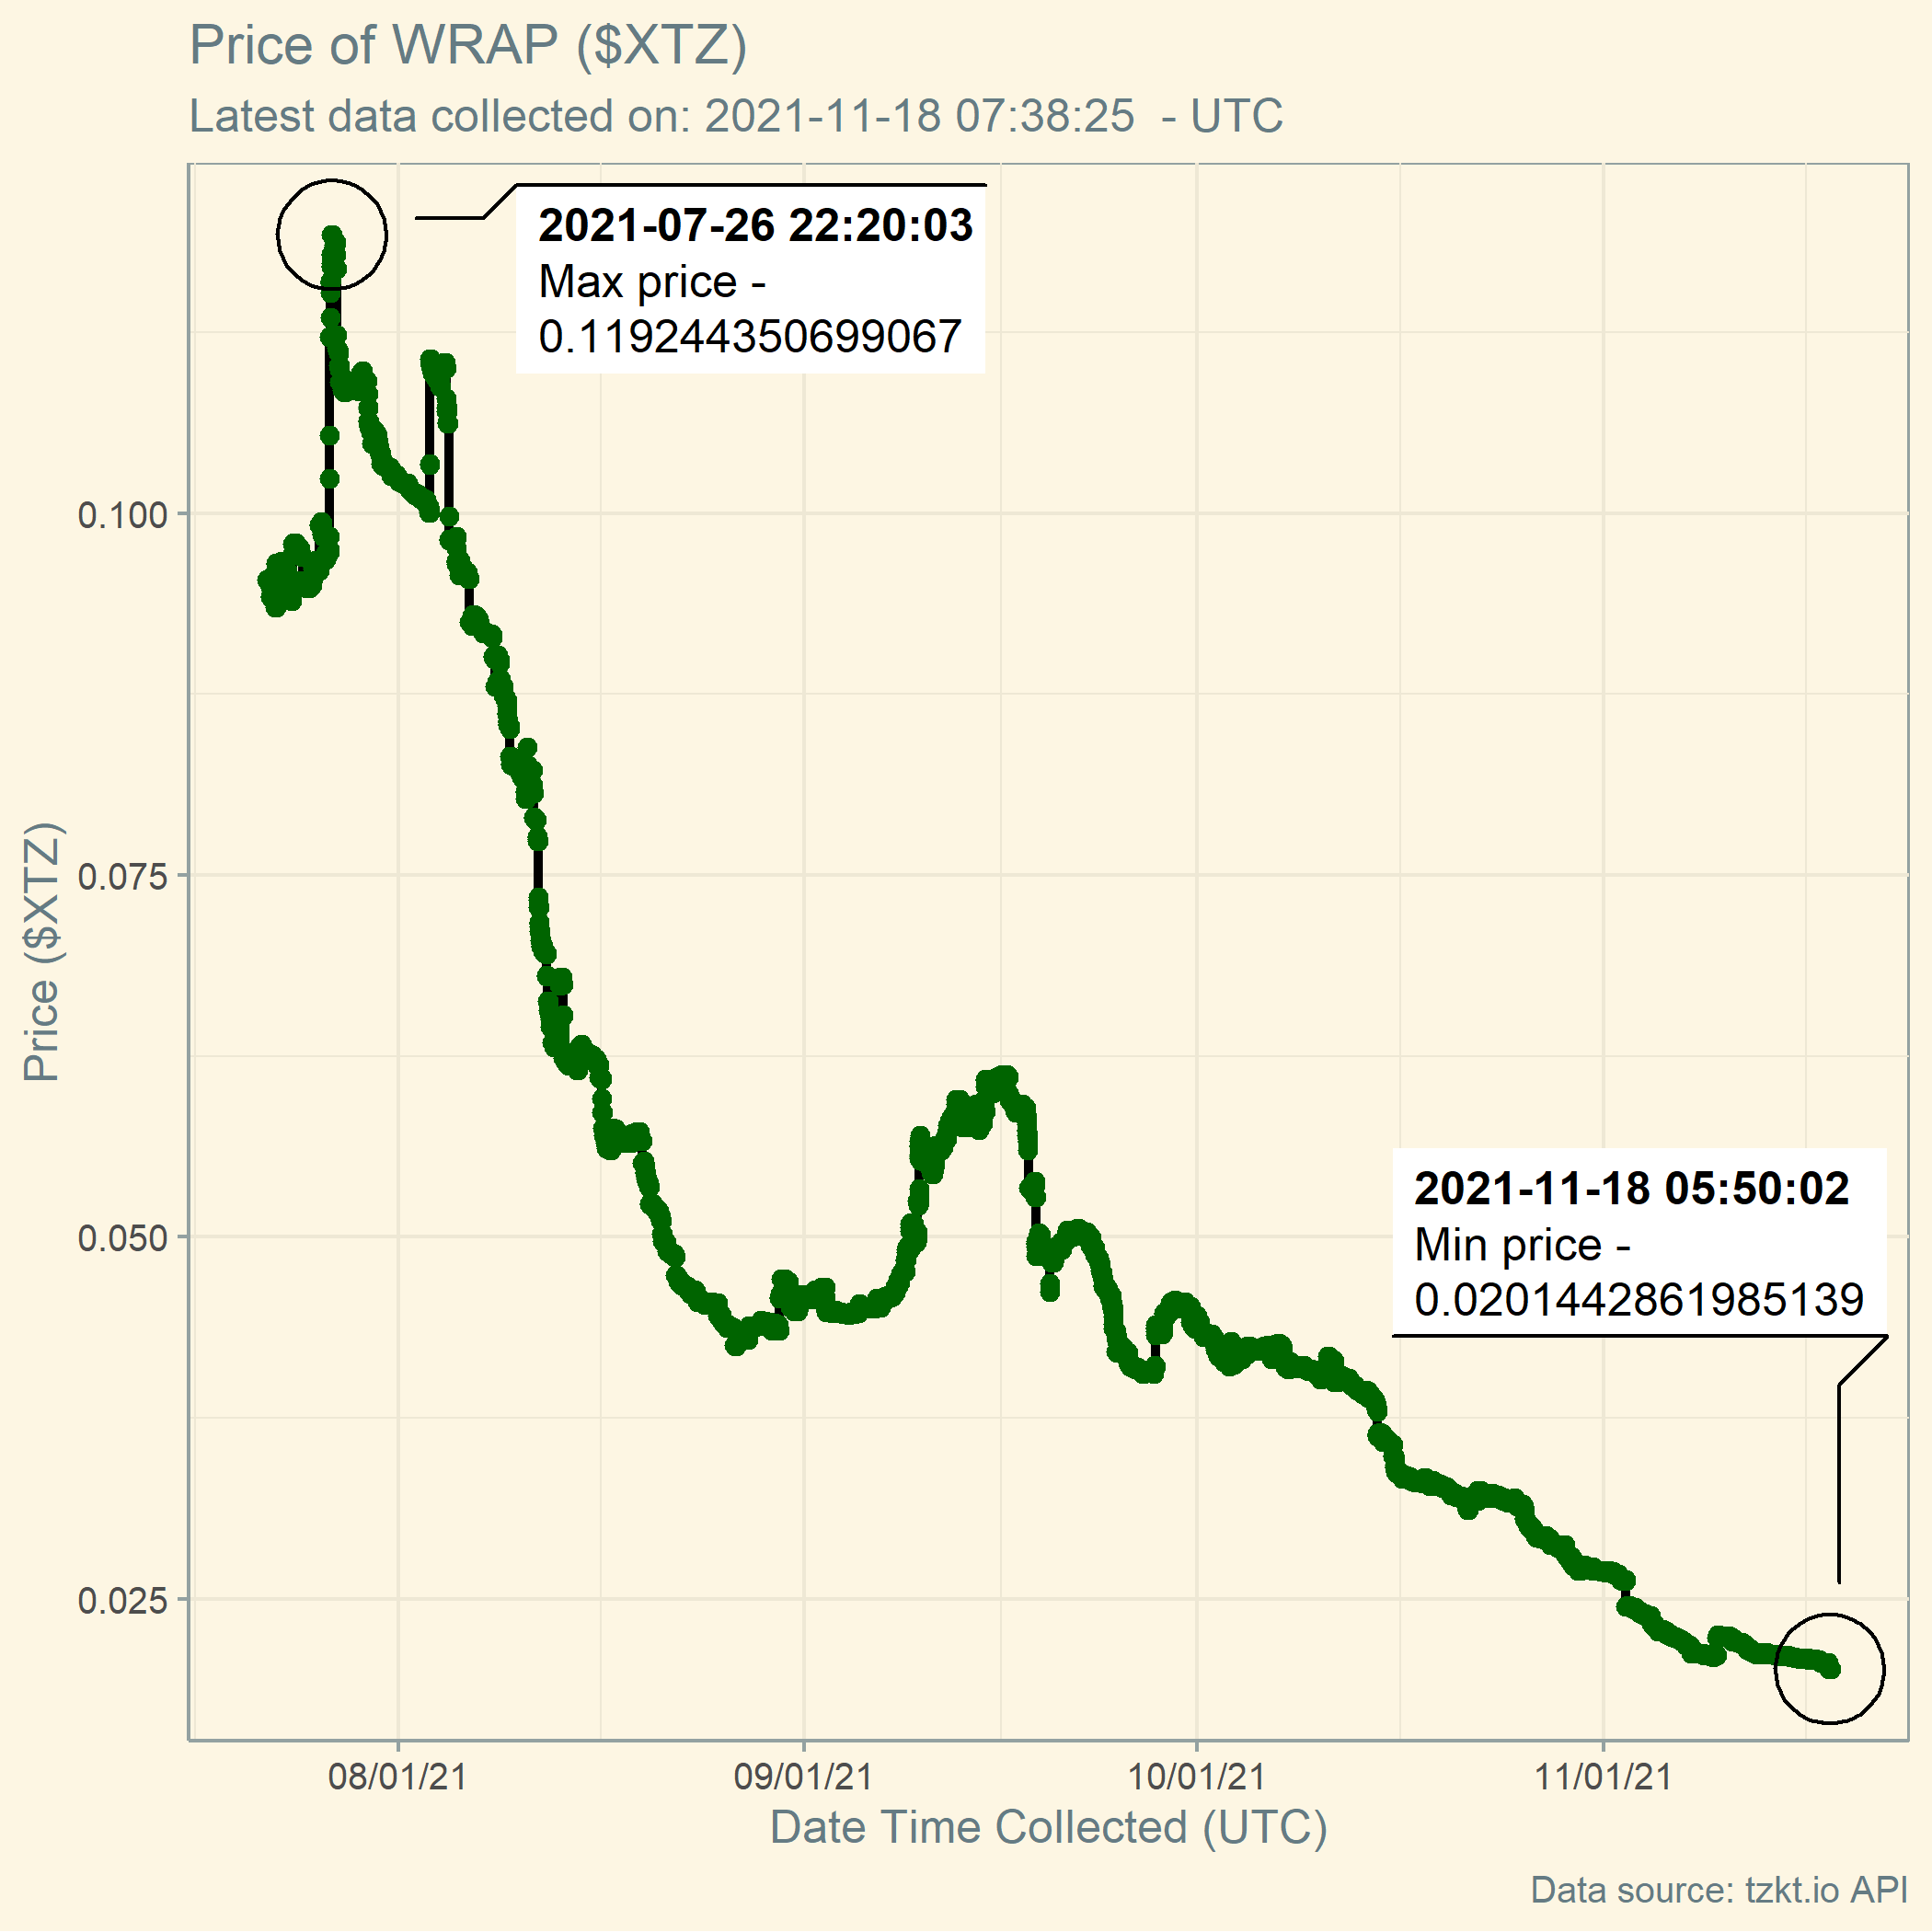 Price of WRAP ($XTZ)
Latest data collected on: 2021-11-18 07:38:25  - UTC
2021-07-26 22:20:03
Max price -
0.119244350699067
0.100
0.075
0.050
0.025
Price ($XTZ)
2021-11-18 05:50:02
Min price -
0.0201442861985139
08/01/21
09/01/21
10/01/21
11/01/21
Date Time Collected (UTC)
Data source: tzkt.io API